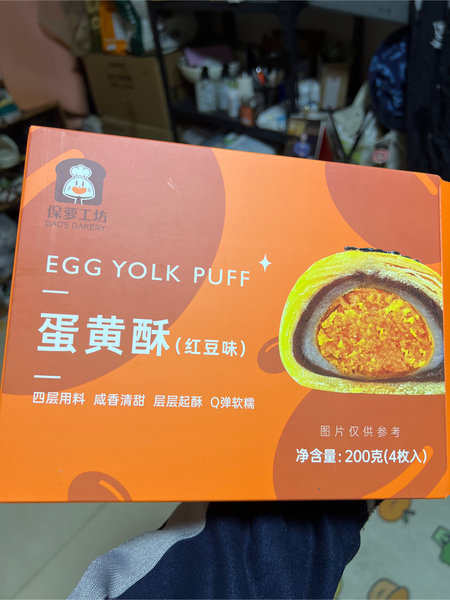 保萝工坊
BAO'S BAKERY
EGG YOLK PUFF
蛋黄酥(红豆味)
四层用料 咸香清甜 层层起酥 Q弹软糯
图片仅供参考
净含量: 200克(4枚入)